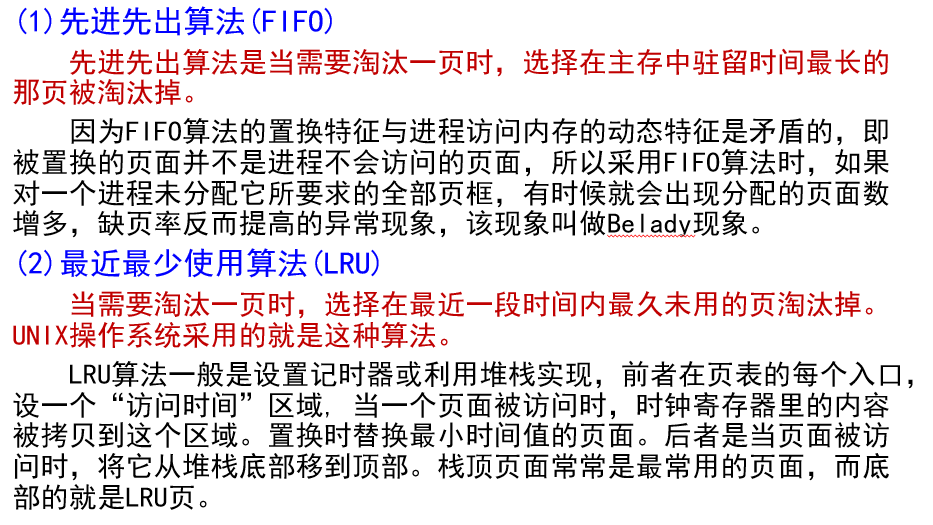 (1)先进先出算法(FIFO)
先进先出算法是当需要淘汰一页时，选择在主存中驻留时间最长的
那页被淘汰掉。
因为FIFO算法的置换特征与进程访问内存的动态特征是矛盾的，即
被置换的页面并不是进程不会访问的页面，所以采用FIFO算法时，如果
对一个进程未分配它所要求的全部页框，有时候就会出现分配的页面数
增多，缺页率反而提高的异常现象，该现象叫做Belady现象。
(2)最近最少使用算法(LRU)
当需要淘汰一页时，选择在最近一段时间内最久未用的页淘汰掉。
UNIX操作系统采用的就是这种算法。
LRU算法一般是设置记时器或利用堆栈实现，前者在页表的每个入口，
设一个“访问时间”区域, 当一个页面被访问时，时钟寄存器里的内容
被拷贝到这个区域。置换时替换最小时间值的页面。后者是当页面被访
问时，将它从堆栈底部移到顶部。栈顶页面常常是最常用的页面，而底
部的就是LRU页。